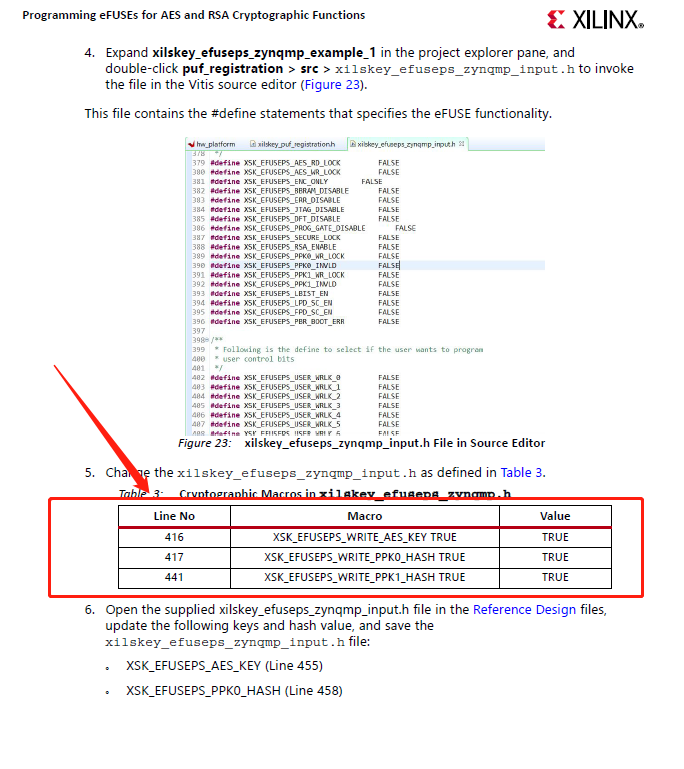 Programming eFUSEs for AES and RSA Cryptographic Functions
XILINX
4. Expand xilskey_efuseps_zynqmp_example_1 in the project explorer pane, and
double-click puf_registration > src > xilskey_efuseps_zynqmp_input.h to invoke
the file in the Vitis source editor (Figure 23).
This file contains the #define statements that specifies the eFUSE functionality.
hw_platform xilskey_puf_registration.h xilskey_efuseps_zynqmp_input.h
378 */
379 #define XSK_EFUSEPS_AES_RD_LOCK FALSE
380 #define XSK_EFUSEPS_AES_WR_LOCK FALSE
381 #define XSK_EFUSEPS_ENC_ONLY FALSE
382 #define XSK_EFUSEPS_BBRAM_DISABLE FALSE
383 #define XSK_EFUSEPS_ERR_DISABLE FALSE
384 #define XSK_EFUSEPS_JTAG_DISABLE FALSE
385 #define XSK_EFUSEPS_DFT_DISABLE FALSE
386 #define XSK_EFUSEPS_PROG_GATE_DISABLE FALSE
387 #define XSK_EFUSEPS_SECURE_LOCK FALSE
388 #define XSK_EFUSEPS_RSA_ENABLE FALSE
389 #define XSK_EFUSEPS_PPK0_WR_LOCK FALSE
390 #define XSK_EFUSEPS_PPK0_INVLD FALSE
391 #define XSK_EFUSEPS_PPK1_WR_LOCK FALSE
392 #define XSK_EFUSEPS_PPK1_INVLD FALSE
393 #define XSK_EFUSEPS_LBIST_EN FALSE
394 #define XSK_EFUSEPS_LPD_SC_EN FALSE
395 #define XSK_EFUSEPS_FPD_SC_EN FALSE
396 #define XSK_EFUSEPS_PBR_BOOT_ERR FALSE
397
398 /**
399 * Following is the define to select if the user wants to program
400 * user control bits
401 */
402 #define XSK_EFUSEPS_USER_WRLK_0 FALSE
403 #define XSK_EFUSEPS_USER_WRLK_1 FALSE
404 #define XSK_EFUSEPS_USER_WRLK_2 FALSE
405 #define XSK_EFUSEPS_USER_WRLK_3 FALSE
406 #define XSK_EFUSEPS_USER_WRLK_4 FALSE
407 #define XSK_EFUSEPS_USER_WRLK_5 FALSE
408 #define XSK_EFUSEPS_USER_WRLK_6 FALSE
Figure 23: xilskey_efuseps_zynqmp_input.h File in Source Editor
5. Change the xilskey_efuseps_zynqmp_input.h as defined in Table 3.
Table 3: Cryptographic Macros in xilskey_efuseps_zynqmp.h
Line No Macro Value
416 XSK_EFUSEPS_WRITE_AES_KEY TRUE TRUE
417 XSK_EFUSEPS_WRITE_PPK0_HASH TRUE TRUE
441 XSK_EFUSEPS_WRITE_PPK1_HASH TRUE TRUE
6. Open the supplied xilskey_efuseps_zynqmp_input.h file in the Reference Design files,
update the following keys and hash value, and save the
xilskey_efuseps_zynqmp_input.h file:
∘ XSK_EFUSEPS_AES_KEY (Line 455)
∘ XSK_EFUSEPS_PPK0_HASH (Line 458)